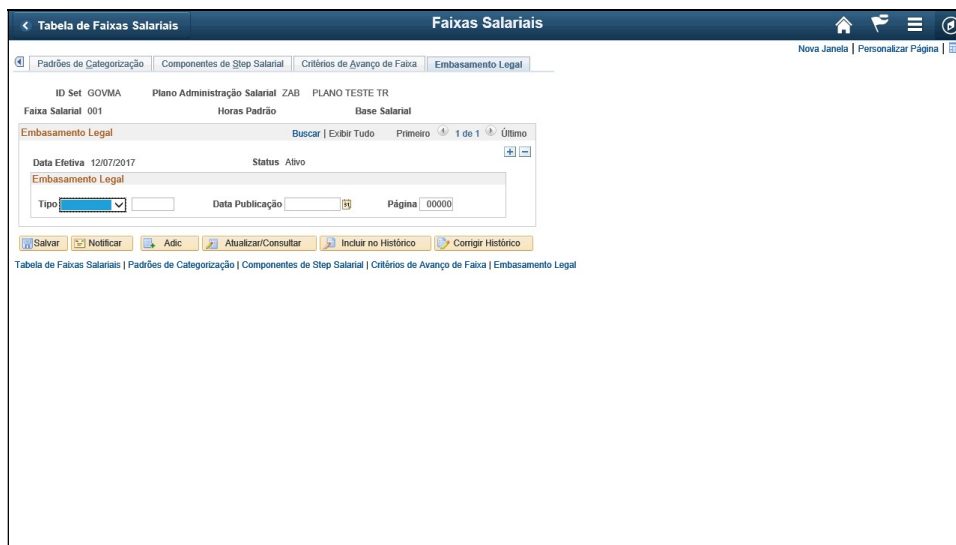 Tabela de Faixas Salariais
Faixas Salariais
Nova Janela | Personalizar Página |
Padrões de Categorização Componentes de Step Salarial Critérios de Avanço de Faixa Embasamento Legal
ID Set GOVMA Plano Administração Salarial ZAB PLANO TESTE TR
Faixa Salarial 001 Horas Padrão Base Salarial
Embasamento Legal Buscar | Exibir Tudo Primeiro 1 de 1 Último
Data Efetiva 12/07/2017 Status Ativo
Embasamento Legal
Tipo Data Publicação Página 00000
Salvar Notificar Adic Atualizar/Consultar Incluir no Histórico Corrigir Histórico
Tabela de Faixas Salariais | Padrões de Categorização | Componentes de Step Salarial | Critérios de Avanço de Faixa | Embasamento Legal